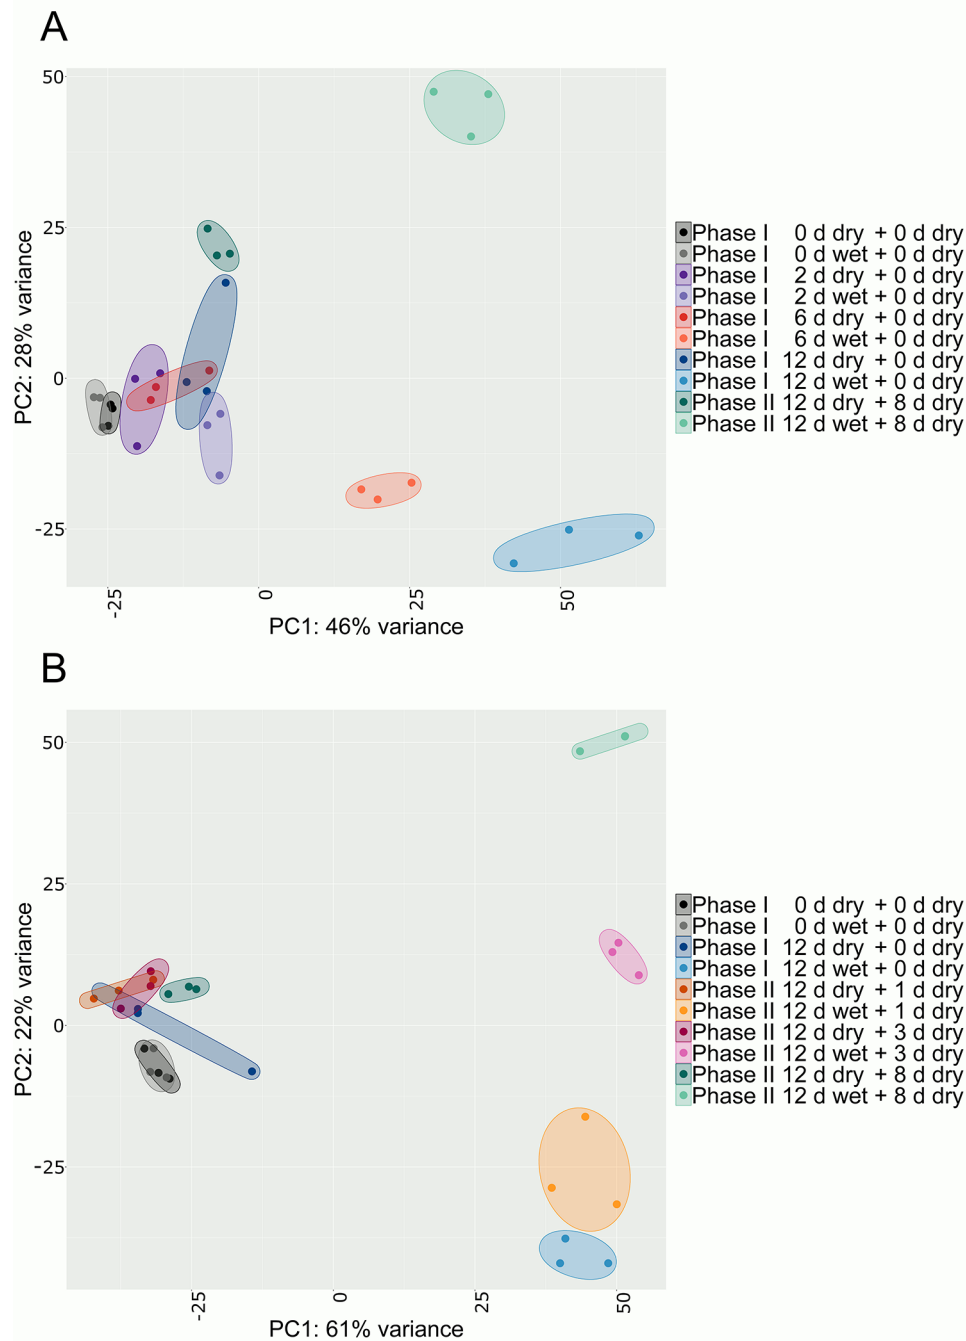 A
50
25
0
-25
PC2: 28% variance
-25
0
25
50
PC1: 46% variance
Phase I 0 d dry + 0 d dry
Phase I 0 d wet + 0 d dry
Phase I 2 d dry + 0 d dry
Phase I 2 d wet + 0 d dry
Phase I 6 d dry + 0 d dry
Phase I 6 d wet + 0 d dry
Phase I 12 d dry + 0 d dry
Phase I 12 d wet + 0 d dry
Phase II 12 d dry + 8 d dry
Phase II 12 d wet + 8 d dry
B
50
25
0
-25
PC2: 22% variance
-25
0
25
50
PC1: 61% variance
Phase I 0 d dry + 0 d dry
Phase I 0 d wet + 0 d dry
Phase I 12 d dry + 0 d dry
Phase I 12 d wet + 0 d dry
Phase II 12 d dry + 1 d dry
Phase II 12 d wet + 1 d dry
Phase II 12 d dry + 3 d dry
Phase II 12 d wet + 3 d dry
Phase II 12 d dry + 8 d dry
Phase II 12 d wet + 8 d dry